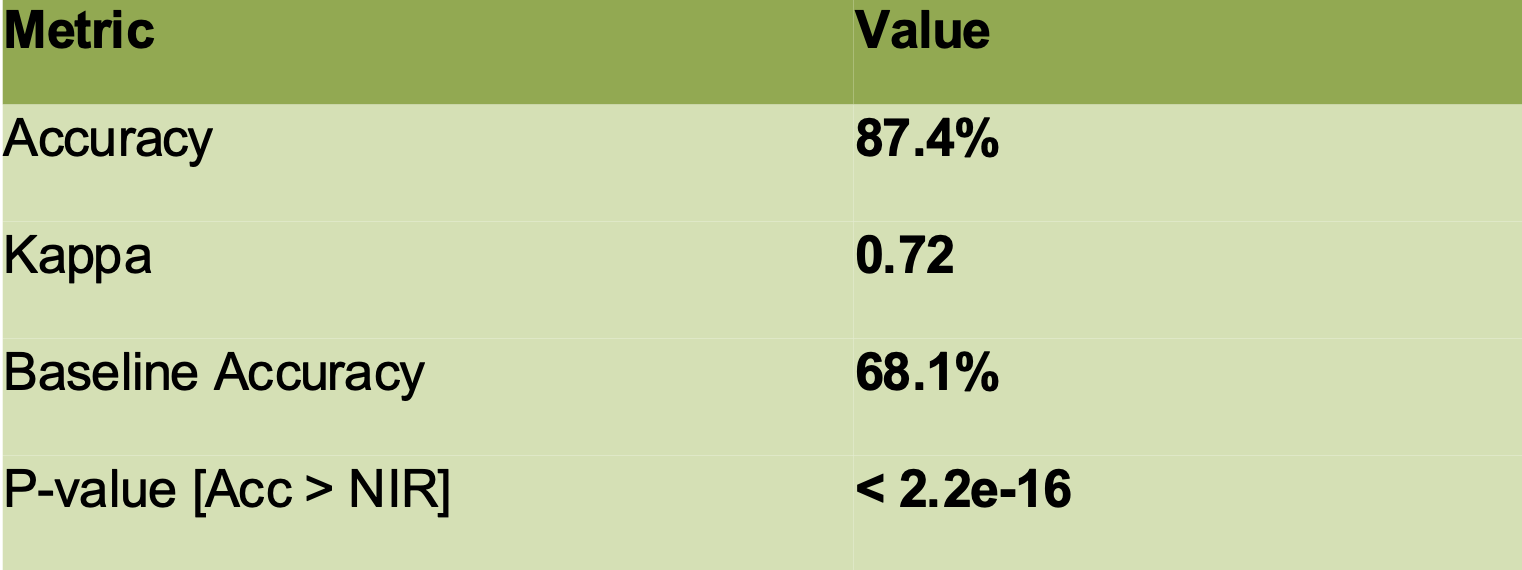 Metric Value
Accuracy 87.4%
Kappa 0.72
Baseline Accuracy 68.1%
P-value [Acc > NIR] < 2.2e-16